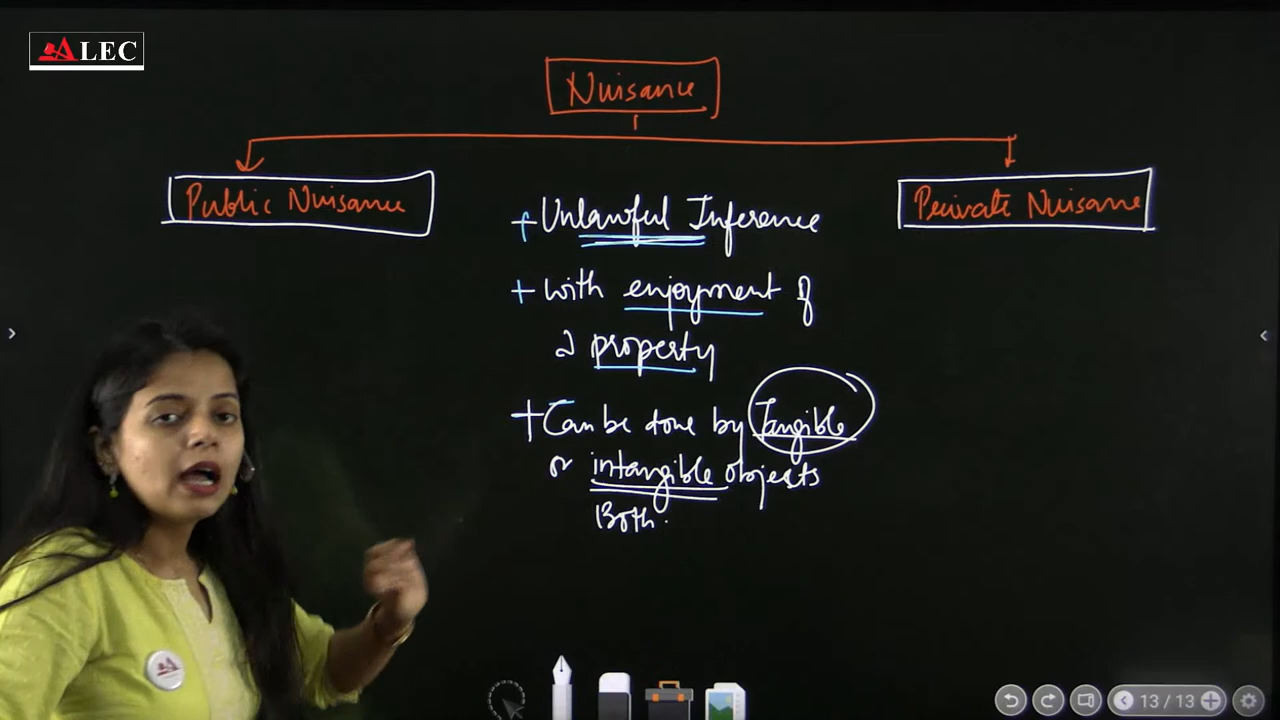 ALEC
Nuisance
Public Nuisance
Private Nuisane
+ Unlawful Inference
+ with enjoyment of
a property
+ Can be done by Tangible
or intangible objects
Both.
13 / 13